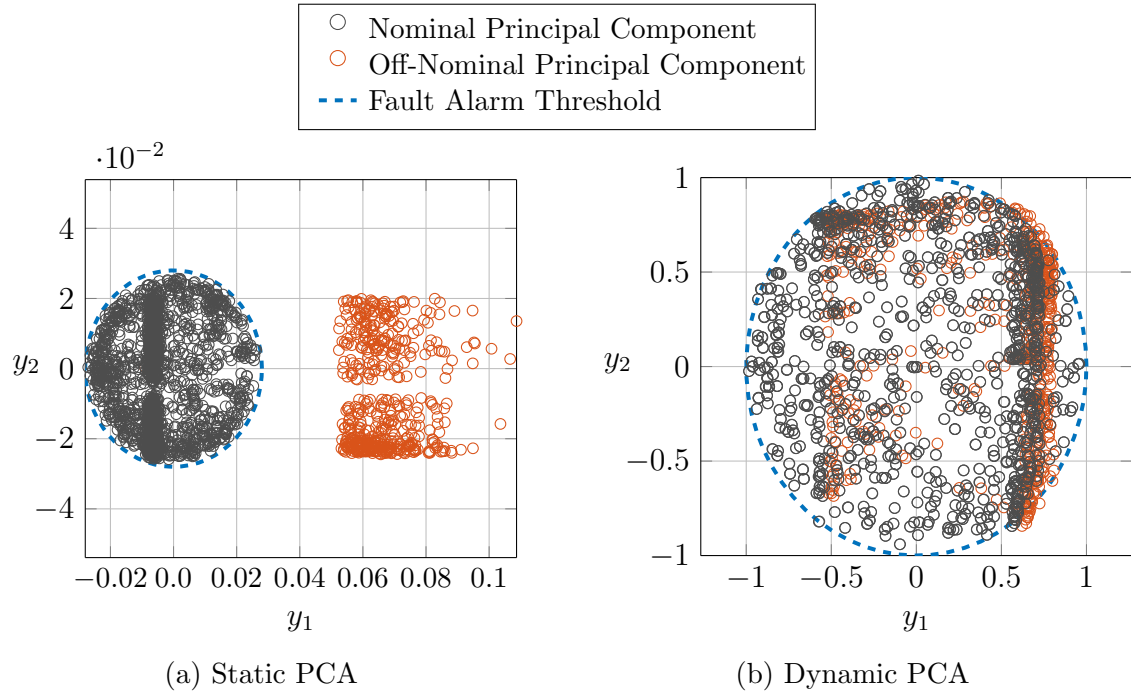 Nominal Principal Component
Off-Nominal Principal Component
Fault Alarm Threshold
·10⁻²
4
2
0
−2
−4
y₂
−0.02 0.0 0.02 0.04 0.06 0.08 0.1
y₁
(a) Static PCA
1
0.5
0
−0.5
−1
y₂
−1 −0.5 0 0.5 1
y₁
(b) Dynamic PCA